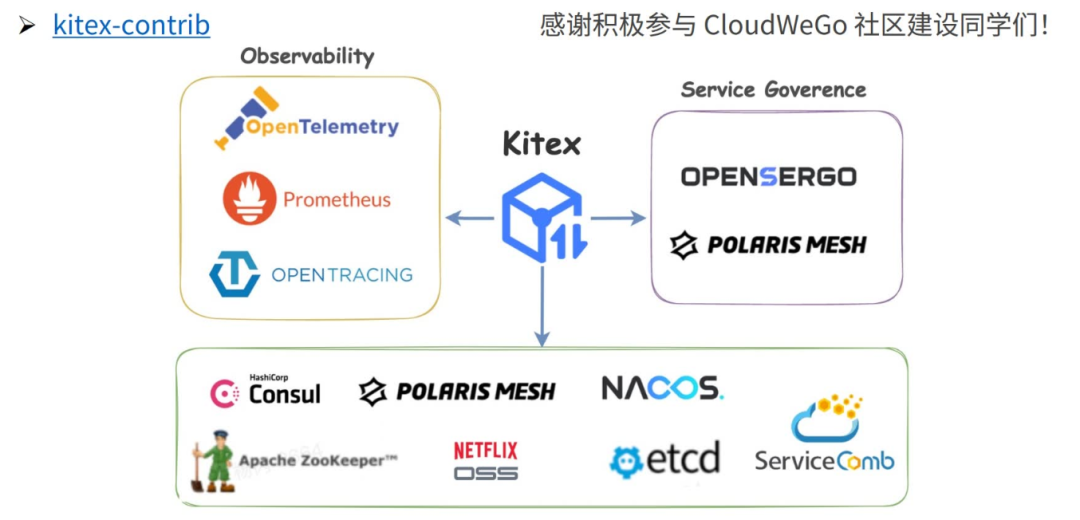 ➢ kitex-contrib
感谢积极参与 CloudWeGo 社区建设同学们!
Observability
Service Goverence
OpenTelemetry
Kitex
OPENSERGO
Prometheus
POLARIS MESH
OPENTRACING
HashiCorp
Consul
POLARIS MESH
NACOS.
Apache ZooKeeper™
NETFLIX
OSS
etcd
ServiceComb